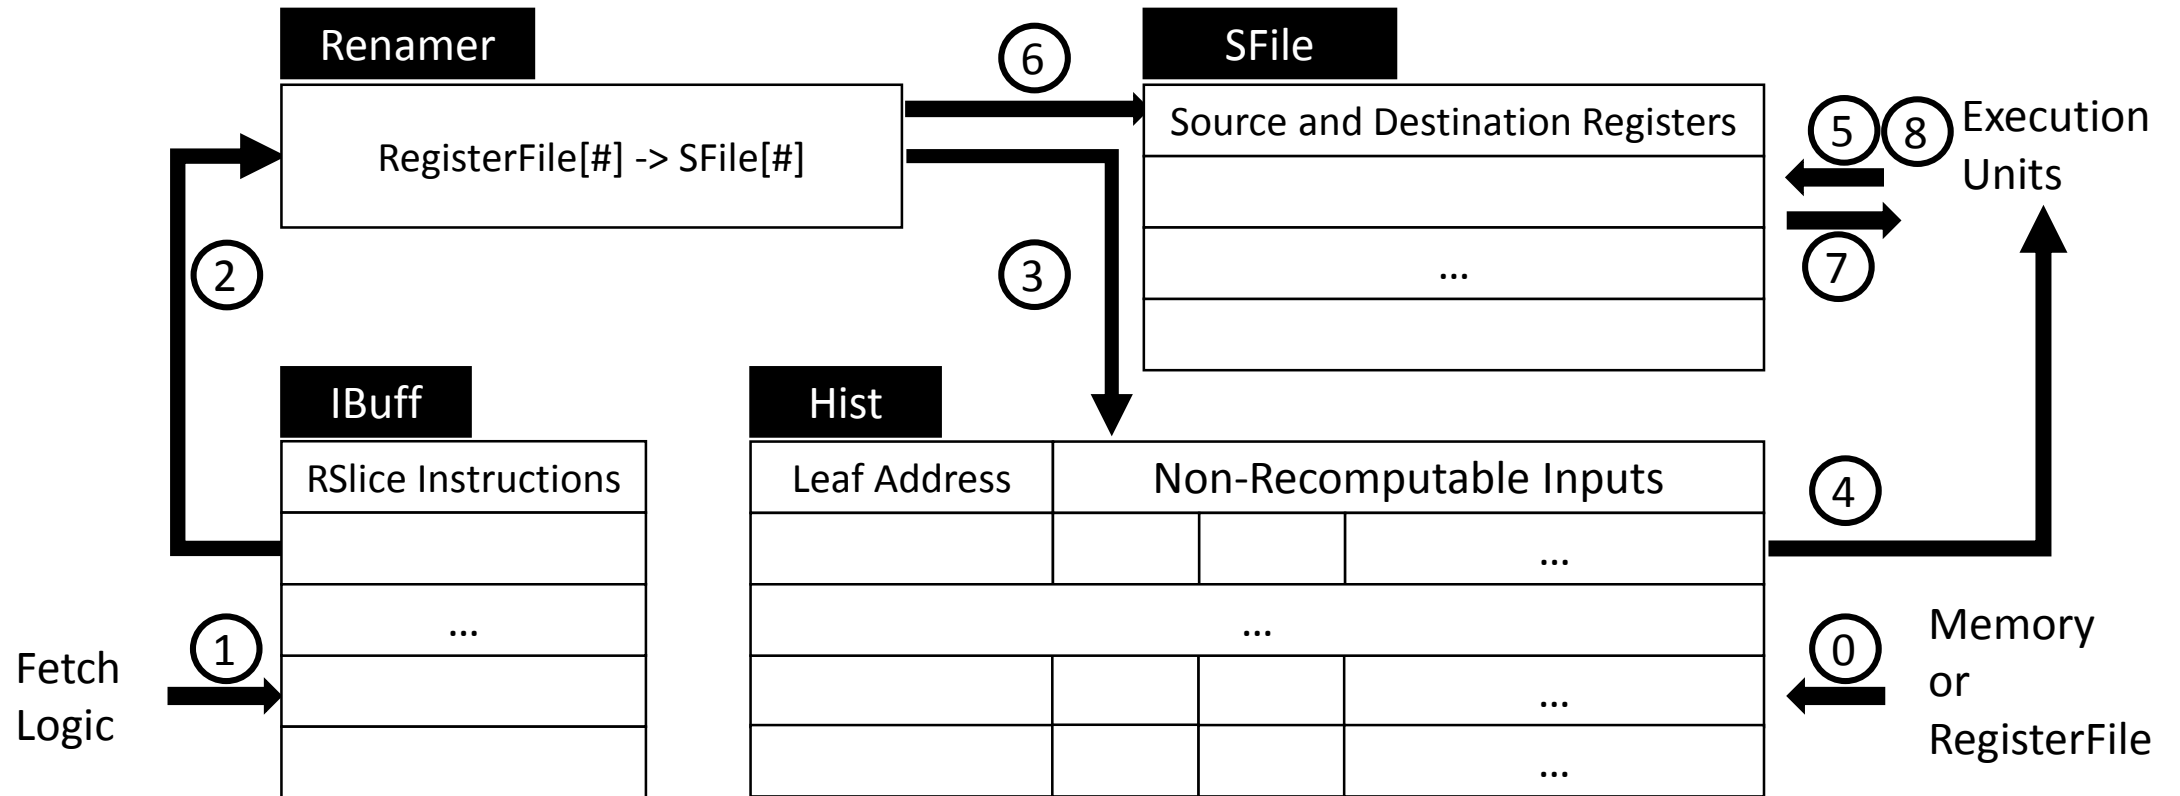 Renamer
6
SFile
RegisterFile[#] -> SFile[#]
Source and Destination Registers
5
8
Execution
Units
2
3
...
7
IBuff
Hist
RSlice Instructions
Leaf Address
Non-Recomputable Inputs
4
...
Fetch
Logic
1
...
...
0
Memory
or
RegisterFile
...
...